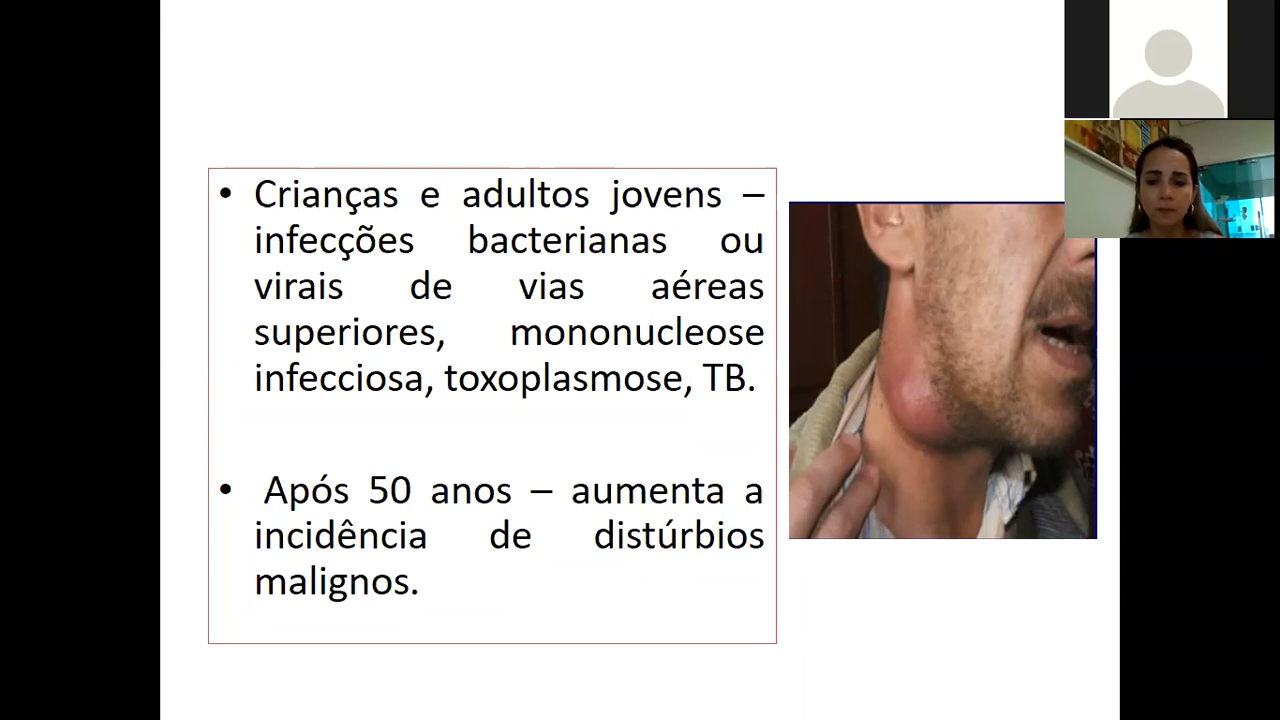 • Crianças e adultos jovens –
infecções bacterianas ou
virais de vias aéreas
superiores, mononucleose
infecciosa, toxoplasmose, TB.
• Após 50 anos – aumenta a
incidência de distúrbios
malignos.